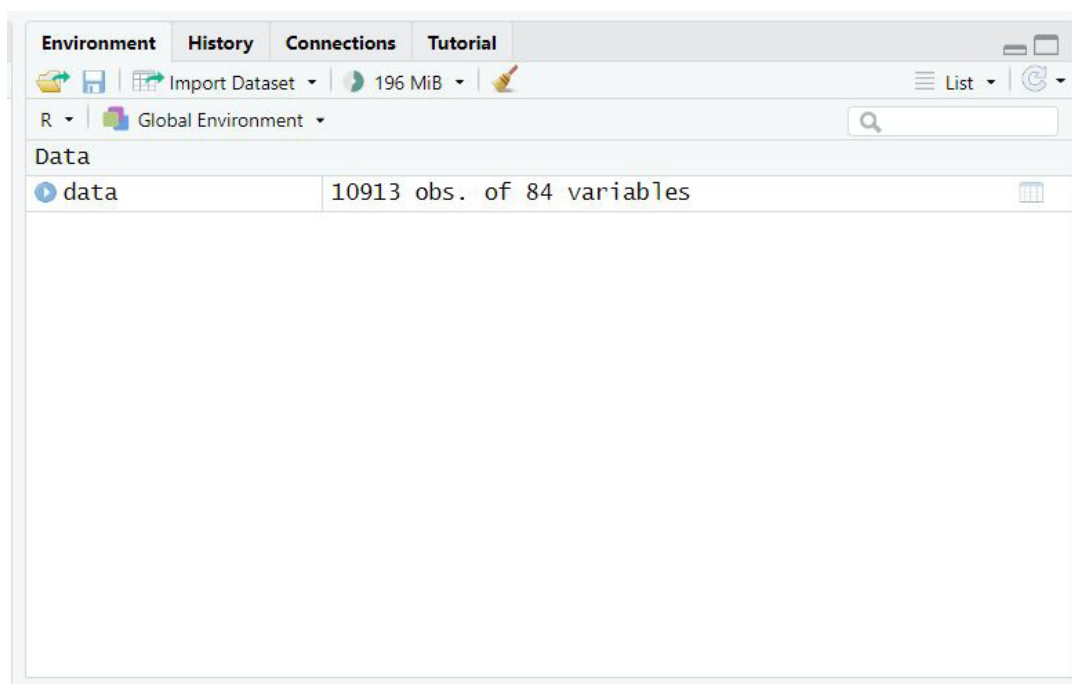 Environment History Connections Tutorial
Import Dataset 196 MiB List
R Global Environment
Data
data 10913 obs. of 84 variables